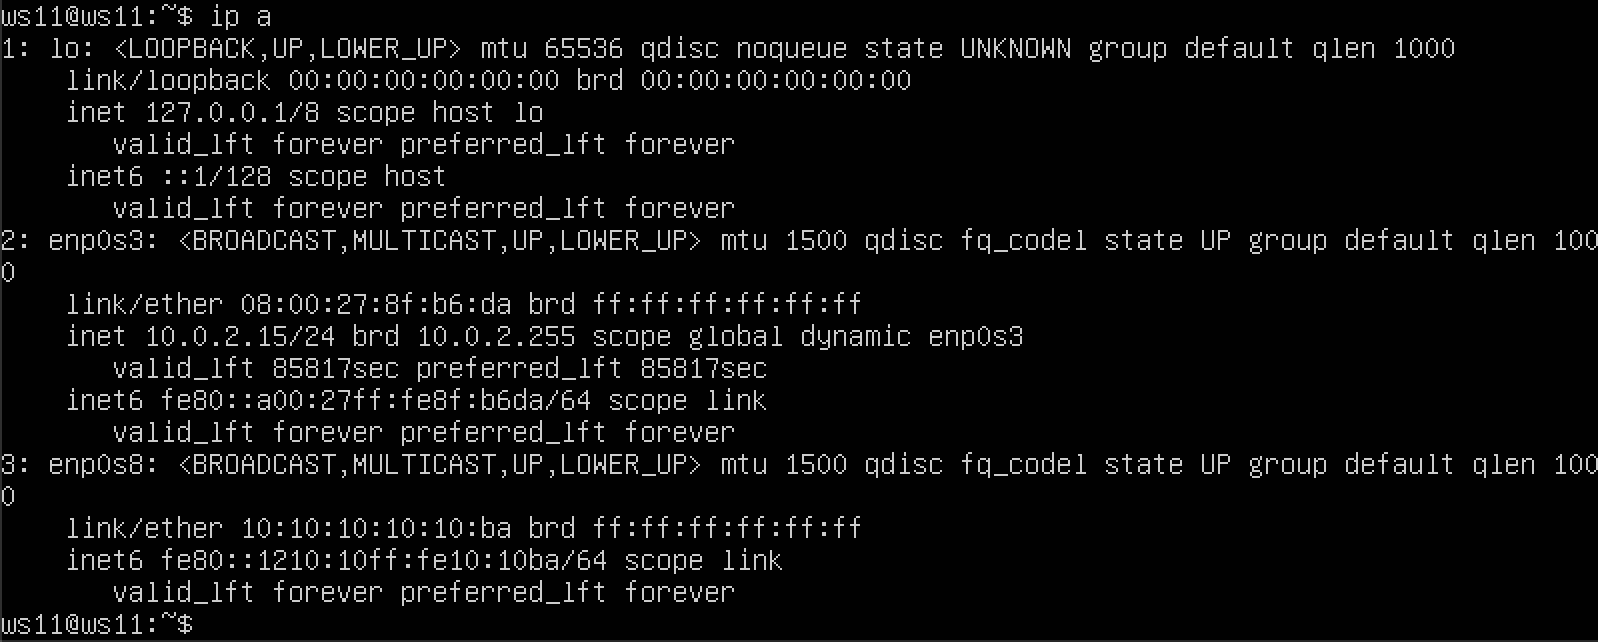 ws11@ws11:~$ ip a
1: lo: <LOOPBACK,UP,LOWER_UP> mtu 65536 qdisc noqueue state UNKNOWN group default qlen 1000
    link/loopback 00:00:00:00:00:00 brd 00:00:00:00:00:00
    inet 127.0.0.1/8 scope host lo
       valid_lft forever preferred_lft forever
    inet6 ::1/128 scope host
       valid_lft forever preferred_lft forever
2: enp0s3: <BROADCAST,MULTICAST,UP,LOWER_UP> mtu 1500 qdisc fq_codel state UP group default qlen 100
0
    link/ether 08:00:27:8f:b6:da brd ff:ff:ff:ff:ff:ff
    inet 10.0.2.15/24 brd 10.0.2.255 scope global dynamic enp0s3
       valid_lft 85817sec preferred_lft 85817sec
    inet6 fe80::a00:27ff:fe8f:b6da/64 scope link
       valid_lft forever preferred_lft forever
3: enp0s8: <BROADCAST,MULTICAST,UP,LOWER_UP> mtu 1500 qdisc fq_codel state UP group default qlen 100
0
    link/ether 10:10:10:10:10:ba brd ff:ff:ff:ff:ff:ff
    inet6 fe80::1210:10ff:fe10:10ba/64 scope link
       valid_lft forever preferred_lft forever
ws11@ws11:~$